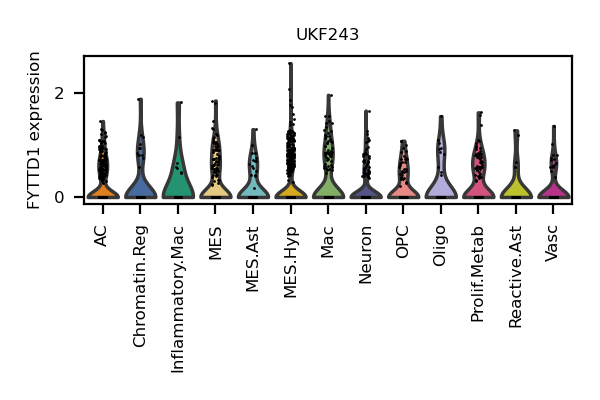 UKF243
FYTTD1 expression
2
0
AC
Chromatin.Reg
Inflammatory.Mac
MES
MES.Ast
MES.Hyp
Mac
Neuron
OPC
Oligo
Prolif.Metab
Reactive.Ast
Vasc